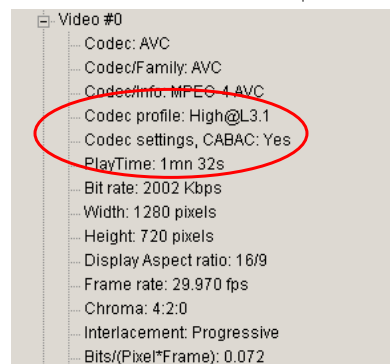 Video #0
Codec: AVC
Codec/Family: AVC
Codec/Info: MPEG-4 AVC
Codec profile: High@L3.1
Codec settings, CABAC: Yes
PlayTime: 1mn 32s
Bit rate: 2002 Kbps
Width: 1280 pixels
Height: 720 pixels
Display Aspect ratio: 16/9
Frame rate: 29.970 fps
Chroma: 4:2:0
Interlacement: Progressive
Bits/(Pixel*Frame): 0.072